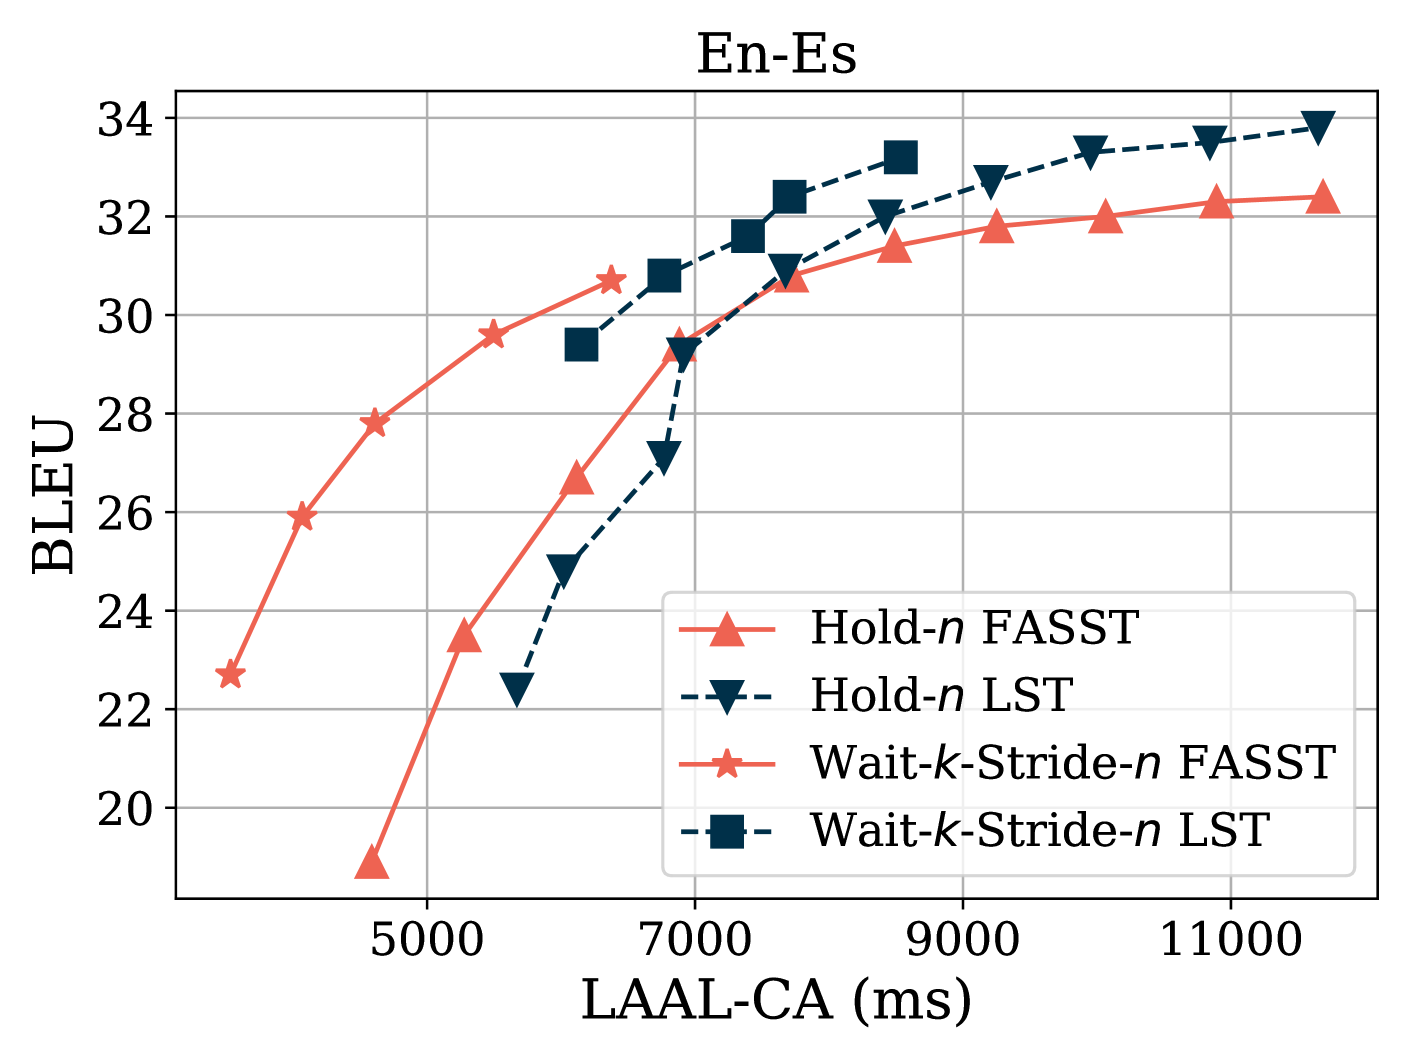 En-Es
34
32
30
28
26
24
22
20
BLEU
Hold-n FASST
Hold-n LST
Wait-k-Stride-n FASST
Wait-k-Stride-n LST
5000 7000 9000 11000
LAAL-CA (ms)